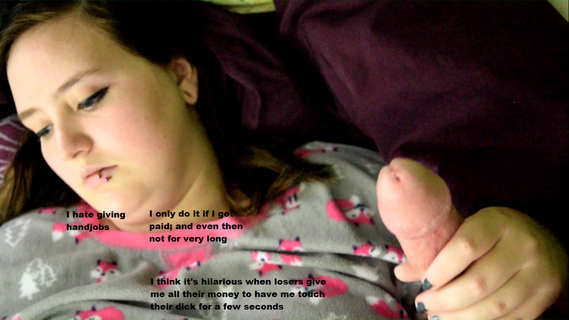 I hate giving
handjobs
I only do it if I get
paid; and even then
not for very long
I think it's hilarious when losers give
me all their money to have me touch
their dick for a few seconds